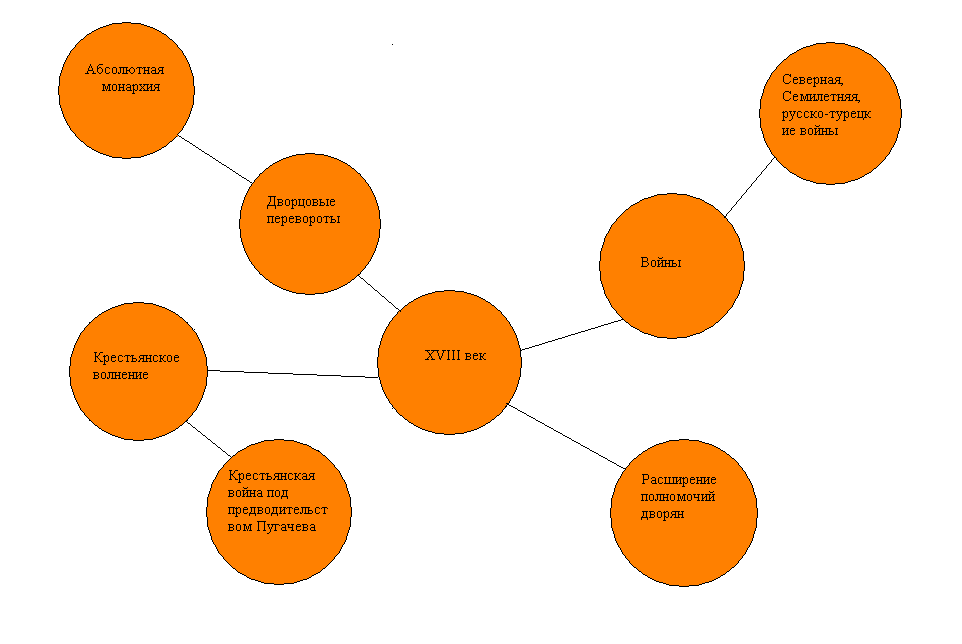 Абсолютная
монархия
Северная,
Семилетняя,
русско-турецк
ие войны
Дворцовые
перевороты
Войны
XVIII век
Крестьянское
волнение
Крестьянская
война под
предводительст
вом Пугачева
Расширение
полномочий
дворян